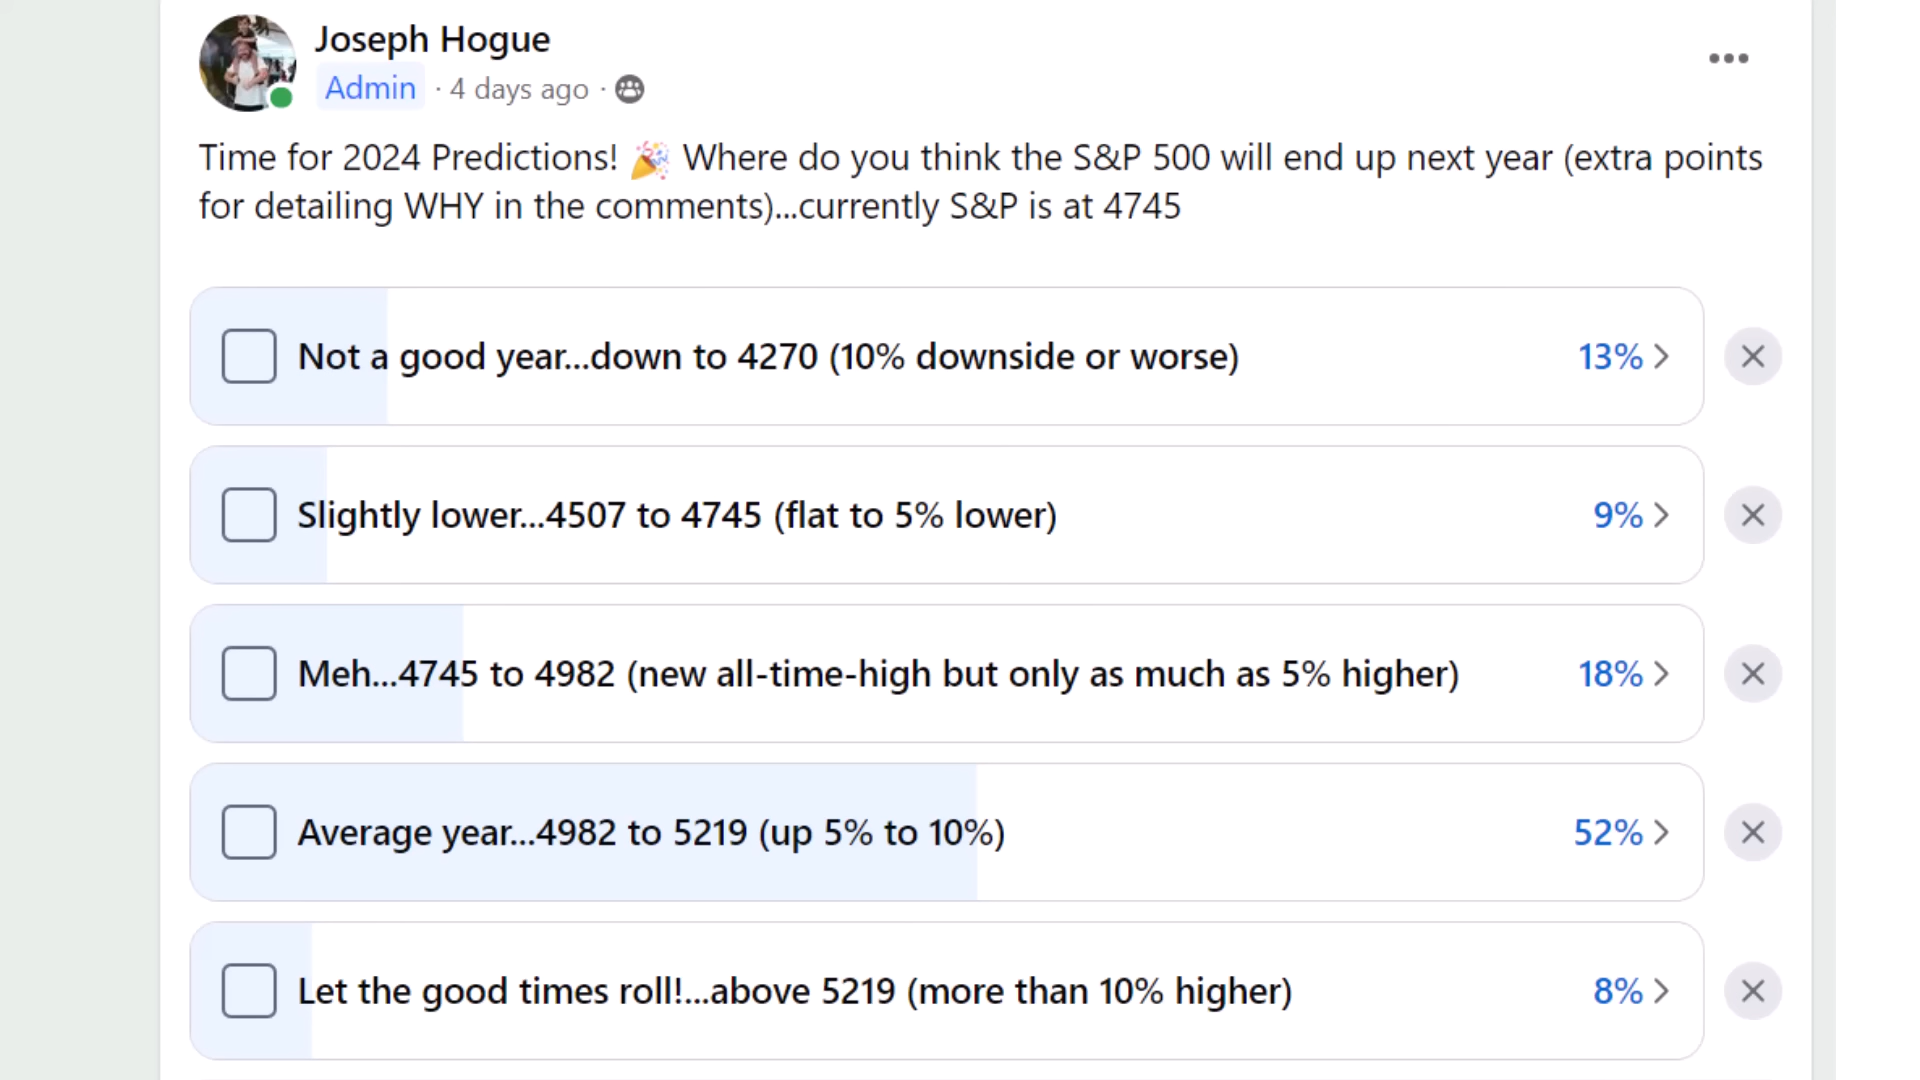 Joseph Hogue
Admin · 4 days ago ·
Time for 2024 Predictions! 🎉 Where do you think the S&P 500 will end up next year (extra points
for detailing WHY in the comments)...currently S&P is at 4745
Not a good year...down to 4270 (10% downside or worse) 13%
Slightly lower...4507 to 4745 (flat to 5% lower) 9%
Meh...4745 to 4982 (new all-time-high but only as much as 5% higher) 18%
Average year...4982 to 5219 (up 5% to 10%) 52%
Let the good times roll!...above 5219 (more than 10% higher) 8%